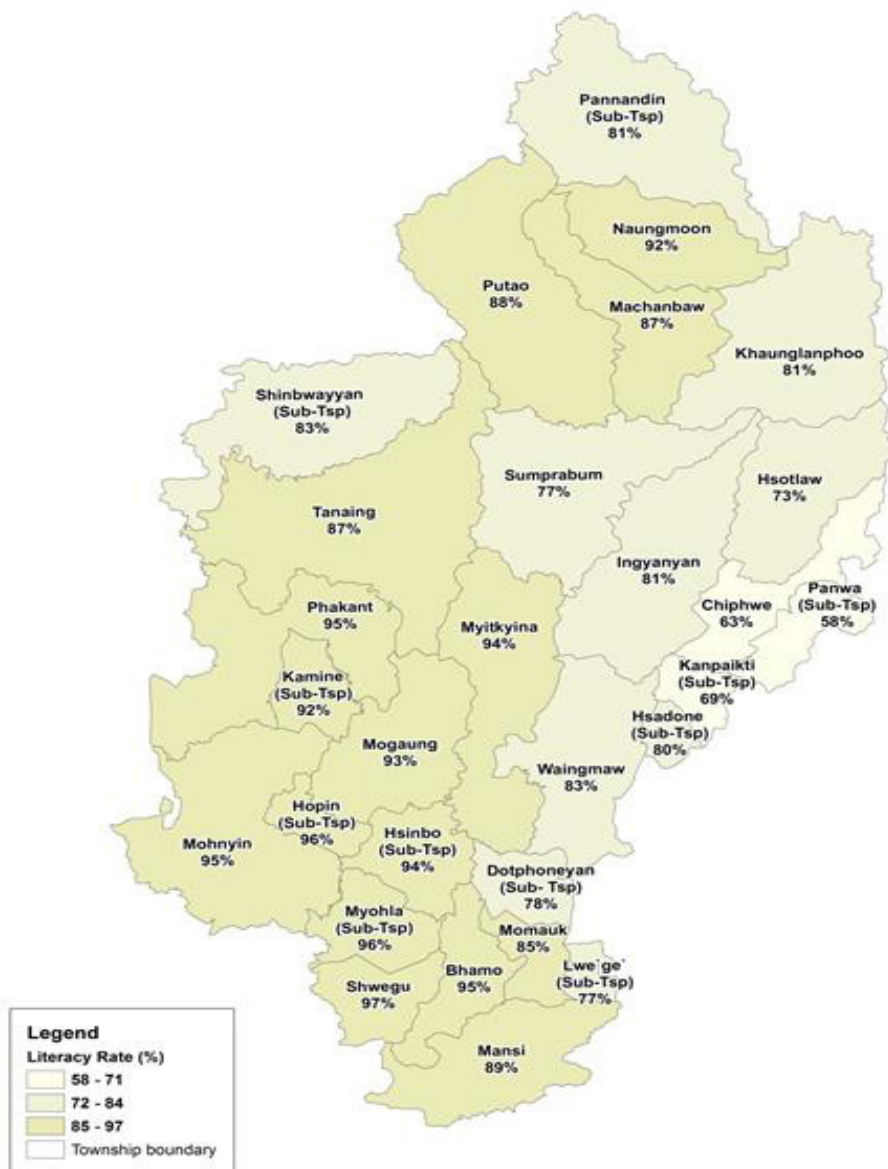 Pannandin
(Sub-Tsp)
81%
Naungmoon
92%
Putao
88%
Machanbaw
87%
Khaunglanphoo
81%
Shinbwayyan
(Sub-Tsp)
83%
Sumprabum
77%
Hsotlaw
73%
Tanaing
87%
Ingyanyan
81%
Panwa
(Sub-Tsp)
58%
Chiphwe
63%
Phakant
95%
Myitkyina
94%
Kanpaikti
(Sub-Tsp)
69%
Kamine
(Sub-Tsp)
92%
Hsadone
(Sub-Tsp)
80%
Mogaung
93%
Waingmaw
83%
Hopin
(Sub-Tsp)
96%
Hsinbo
(Sub-Tsp)
94%
Mohnyin
95%
Dotphoneyan
(Sub- Tsp)
78%
Myohla
(Sub-Tsp)
96%
Momauk
85%
Bhamo
95%
Lwe`ge`
(Sub-Tsp)
77%
Shwegu
97%
Mansi
89%
Legend
Literacy Rate (%)
58 - 71
72 - 84
85 - 97
Township boundary